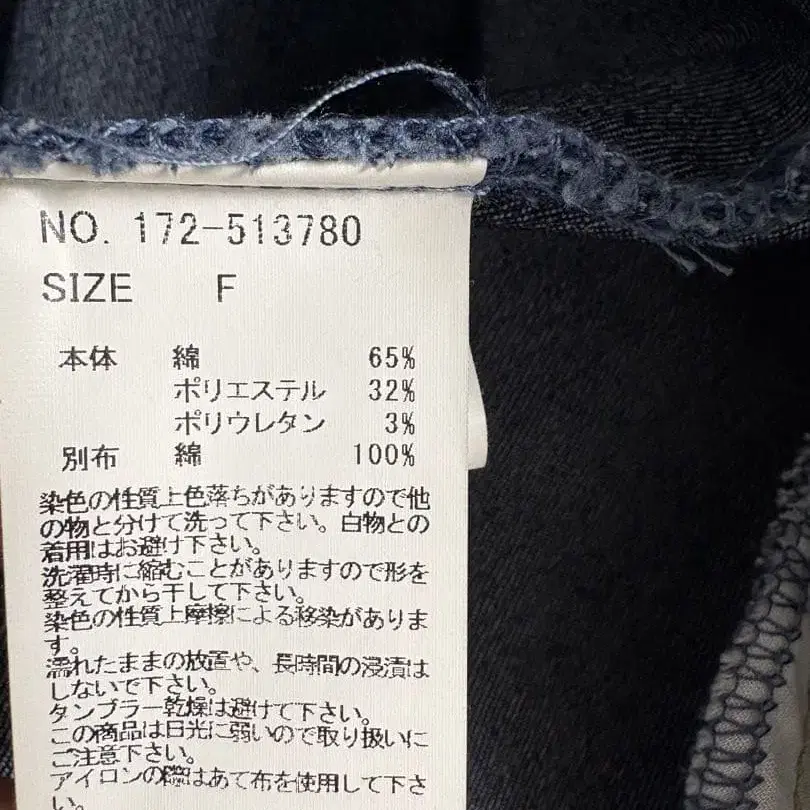 NO. 172-513780
SIZE F
本体 綿 65%
ポリエステル 32%
ポリウレタン 3%
別布 綿 100%
染色の性質上色落ちがありますので他
の物と分けて洗って下さい。白物との
着用はお避け下さい。
洗濯時に縮むことがありますので形を
整えてから干して下さい。
染色の性質上摩擦による移染がありま
す。
濡れたままの放置や、長時間の浸漬は
しないで下さい。
タンブラー乾燥は避けて下さい。
この商品は日光に弱いので取り扱いに
ご注意下さい。
アイロンの際はあて布を使用して下さ
い。